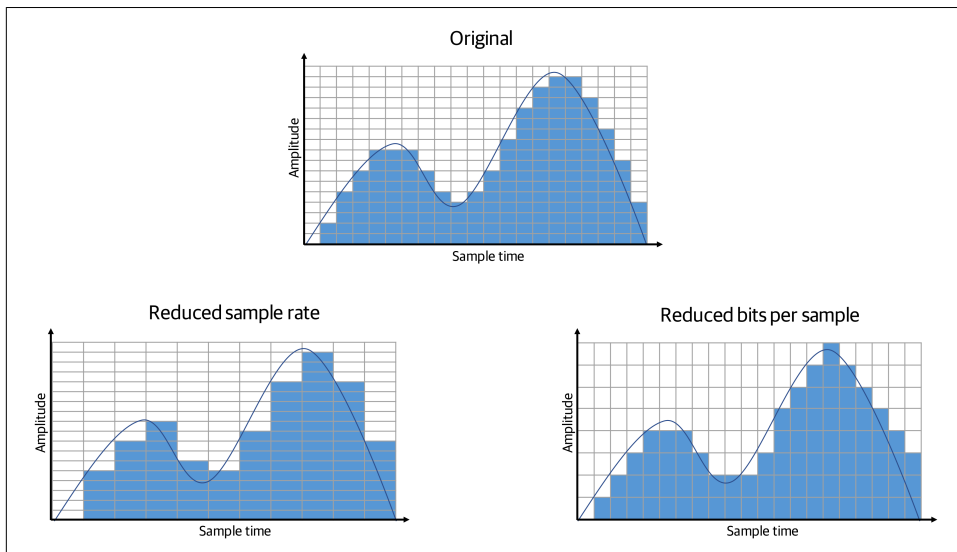 Original
Amplitude
Sample time
Reduced sample rate
Amplitude
Sample time
Reduced bits per sample
Amplitude
Sample time